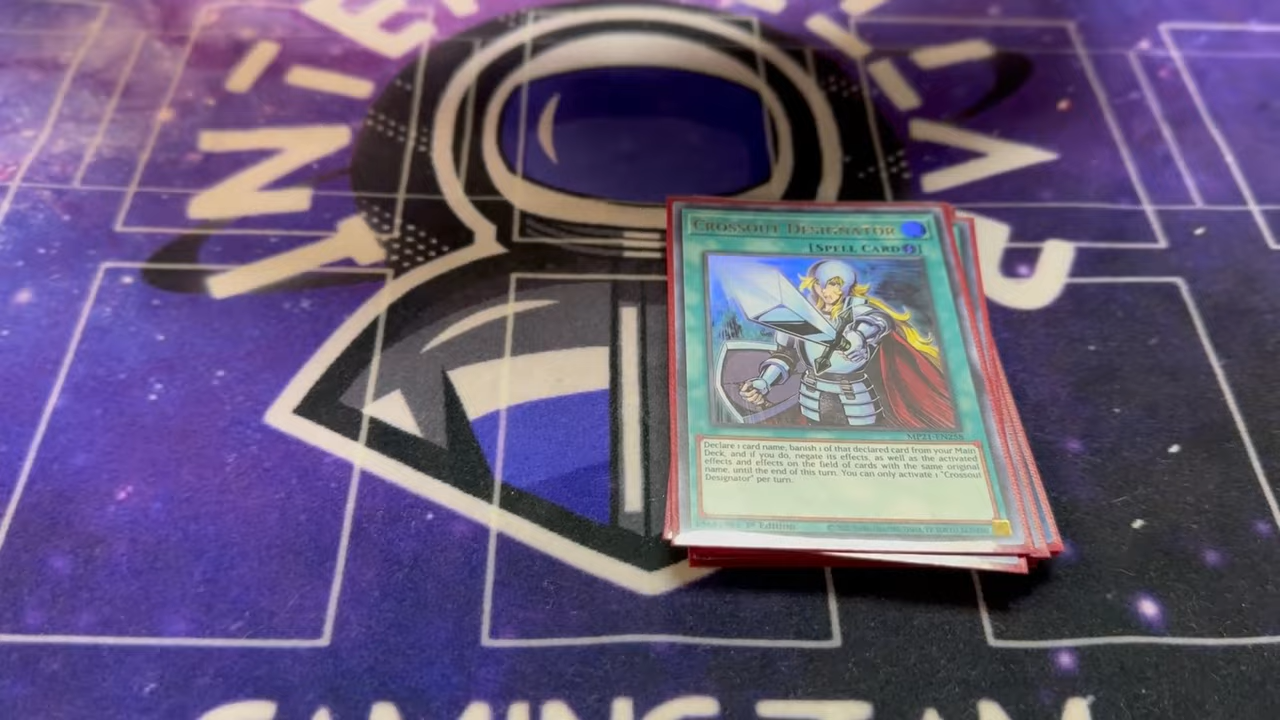 CROSSOUT DESIGNATOR
[SPELL CARD]
MP21-EN258
Declare 1 card name, banish 1 of that declared card from your Main
Deck, and if you do, negate its effects, as well as the activated
effects and effects on the field of cards with the same original
name, until the end of this turn. You can only activate 1 "Crossout
Designator" per turn.
1st Edition
GAMING TEAM